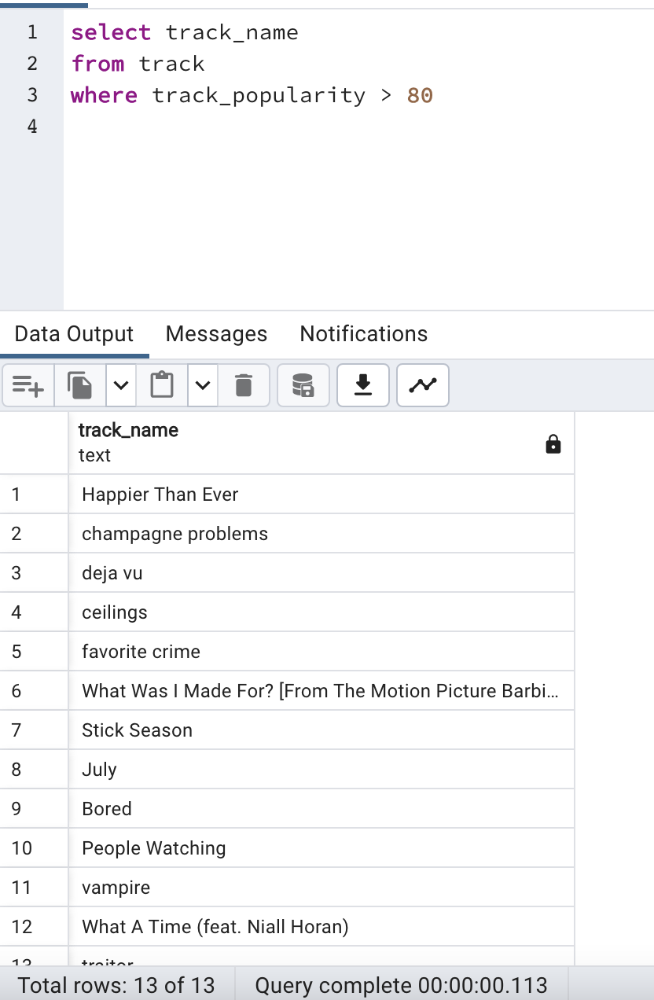 1 select track_name
2 from track
3 where track_popularity > 80
4
Data Output Messages Notifications
track_name
text
1 Happier Than Ever
2 champagne problems
3 deja vu
4 ceilings
5 favorite crime
6 What Was I Made For? [From The Motion Picture Barbi...
7 Stick Season
8 July
9 Bored
10 People Watching
11 vampire
12 What A Time (feat. Niall Horan)
13 traitor
Total rows: 13 of 13 Query complete 00:00:00.113